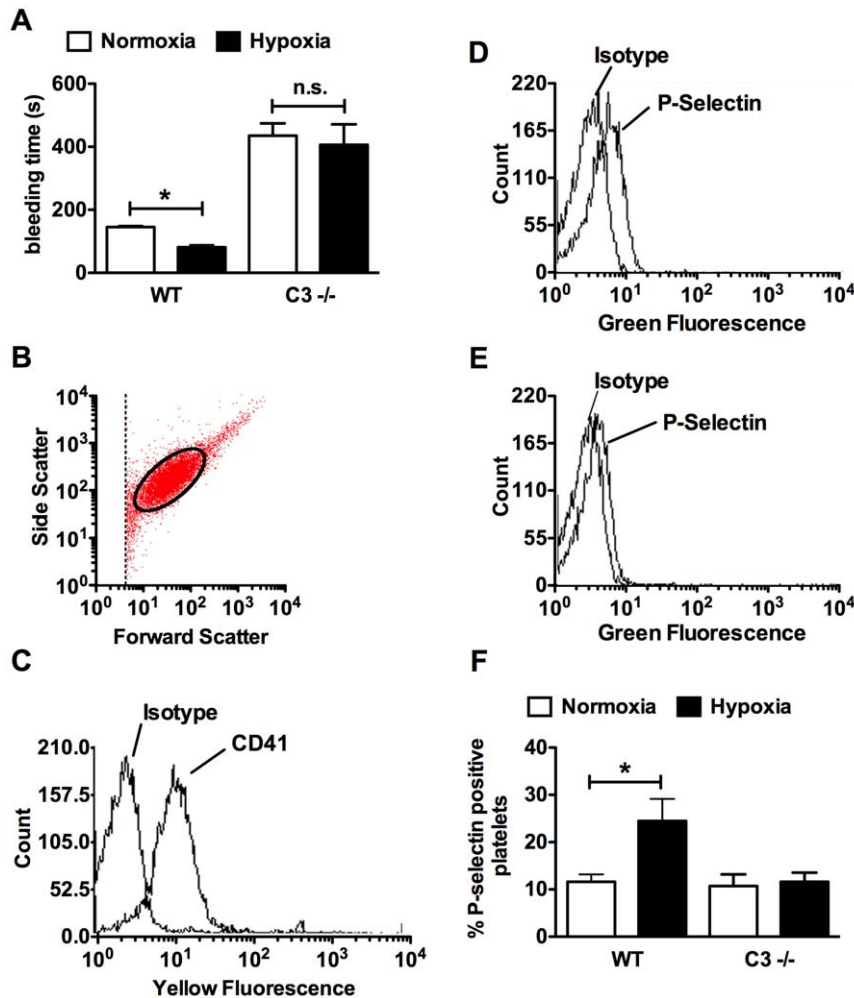 A
Normoxia Hypoxia
bleeding time (s)
600
400
200
0
*
n.s.
WT C3 -/-
B
Side Scatter
10^4
10^3
10^2
10^1
10^0
10^0 10^1 10^2 10^3 10^4
Forward Scatter
C
Isotype
CD41
Count
210.0
157.5
105.0
52.5
0.0
10^0 10^1 10^2 10^3 10^4
Yellow Fluorescence
D
Isotype
P-Selectin
Count
220
165
110
55
0
10^0 10^1 10^2 10^3 10^4
Green Fluorescence
E
Isotype
P-Selectin
Count
220
165
110
55
0
10^0 10^1 10^2 10^3 10^4
Green Fluorescence
F
Normoxia Hypoxia
% P-selectin positive
platelets
40
30
20
10
0
*
WT C3 -/-